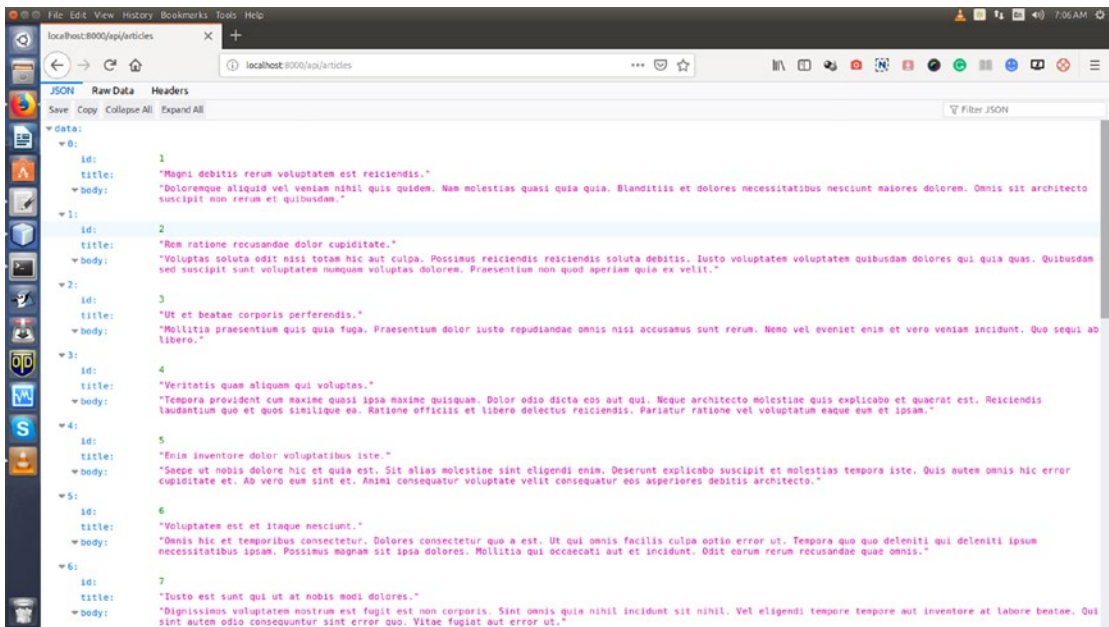 File Edit View History Bookmarks Tools Help
7:06 AM
localhost:8000/api/articles
localhost:8000/api/articles
JSON Raw Data Headers
Save Copy Collapse All Expand All
Filter JSON
data:
0:
id: 1
title: "Magni debitis rerum voluptatem est reiciendis."
body: "Doloremque aliquid vel veniam nihil quis quidem. Nam molestias quasi quia quia. Blanditiis et dolores necessitatibus nesciunt maiores dolorem. Omnis sit architecto
suscipit non rerum et quibusdam."
1:
id: 2
title: "Rem ratione recusandae dolor cupiditate."
body: "Voluptas soluta odit nisi totam hic aut culpa. Possimus reiciendis reiciendis soluta debitis. Iusto voluptatem voluptatem quibusdam dolores qui quia quas. Quibusdam
sed suscipit sunt voluptatem numquam voluptas dolorem. Praesentium non quod aperiam quia ex velit."
2:
id: 3
title: "Ut et beatae corporis perferendis."
body: "Mollitia praesentium quis quia fuga. Praesentium dolor iusto repudiandae omnis nisi accusamus sunt rerum. Nemo vel eveniet enim et vero veniam incidunt. Quo sequi ab
libero."
3:
id: 4
title: "Veritatis quam aliquam qui voluptas."
body: "Tempora provident cum maxime quasi ipsa maxime quisquam. Dolor odio dicta eos aut qui. Neque architecto molestiae quis explicabo et quaerat est. Reiciendis
laudantium quo et quos similique ea. Ratione officiis et libero delectus reiciendis. Pariatur ratione vel voluptatum eaque eum et ipsam."
4:
id: 5
title: "Enim inventore dolor voluptatibus iste."
body: "Saepe ut nobis dolore hic et quia est. Sit alias molestiae sint eligendi enim. Deserunt explicabo suscipit et molestias tempora iste. Quis autem omnis hic error
cupiditate et. Ab vero eum sint et. Animi consequatur voluptate velit consequatur eos asperiores debitis architecto."
5:
id: 6
title: "Voluptatem est et itaque nesciunt."
body: "Omnis hic et temporibus consectetur. Dolores consectetur quo a est. Ut qui omnis facilis culpa optio error ut. Tempora quo quo deleniti qui deleniti ipsum
necessitatibus ipsam. Possimus magnam sit ipsa dolores. Mollitia qui occaecati aut et incidunt. Odit earum rerum recusandae quae omnis."
6:
id: 7
title: "Iusto est sunt qui ut at nobis modi dolores."
body: "Dignissimos voluptatem nostrum est fugit est non corporis. Sint omnis quia nihil incidunt sit nihil. Vel eligendi tempore tempore aut inventore at labore beatae. Qui
sint autem odio consequuntur sint error quo. Vitae fugiat aut error ut."